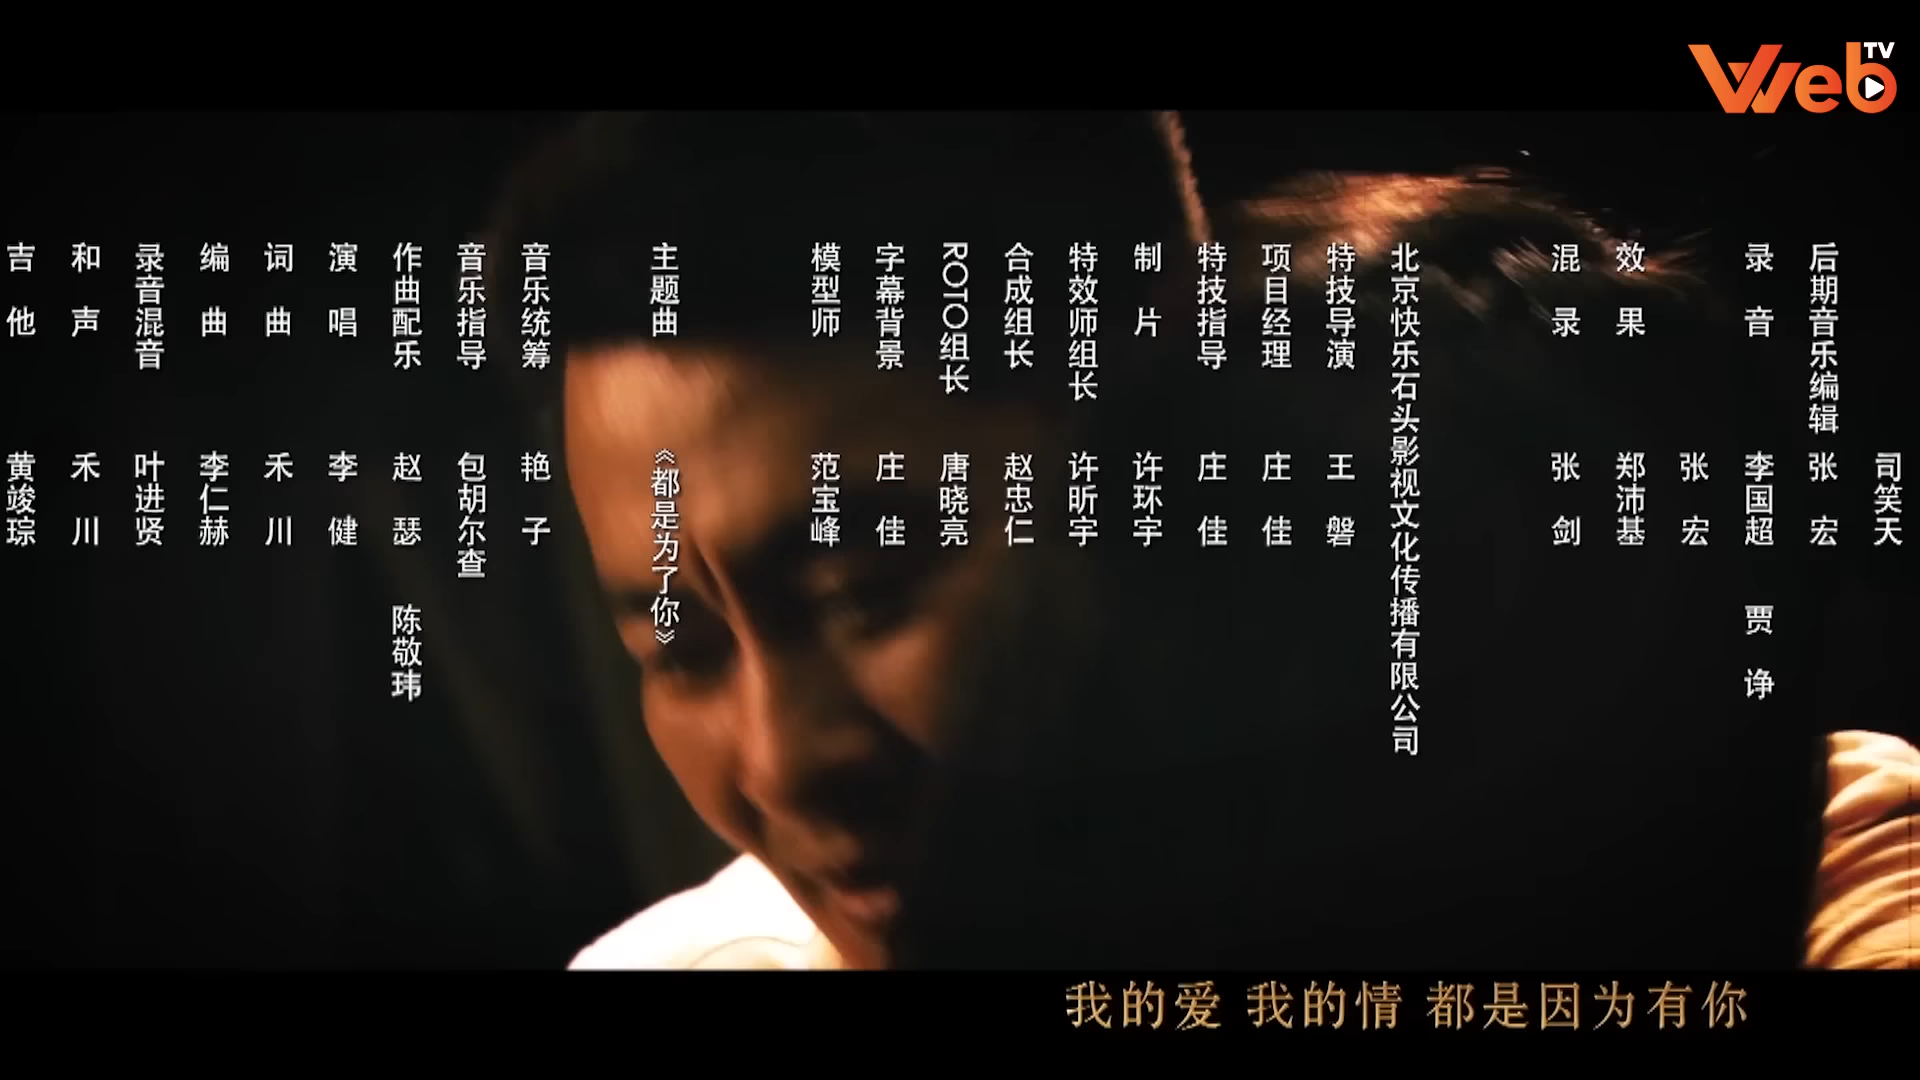 Web TV
司笑天
后期音乐编辑 张宏
录音 李国超 贾诤
张宏
效果 郑沛基
混录 张剑
北京快乐石头影视文化传播有限公司
特技导演 王磐
项目经理 庄佳
特技指导 庄佳
制片 许环宇
特效师组长 许昕宇
合成组长 赵忠仁
ROTO组长 唐晓亮
字幕背景 庄佳
模型师 范宝峰
主题曲 《都是为了你》
音乐统筹 艳子
音乐指导 包胡尔查
作曲配乐 赵瑟 陈敬玮
演唱 李健
词曲 禾川
编曲 李仁赫
录音混音 叶进贤
和声 禾川
吉他 黄竣琮
我的爱 我的情 都是因为有你